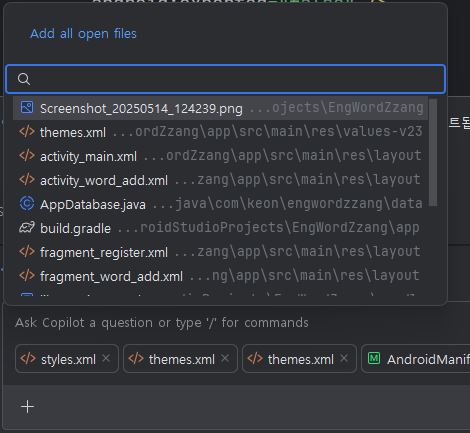 Add all open files
Screenshot_20250514_124239.png ...ojects\EngWordZzang
themes.xml ...ordZzang\app\src\main\res\values-v23
activity_main.xml ...ordZzang\app\src\main\res\layout
activity_word_add.xml ...zang\app\src\main\res\layout
AppDatabase.java ...java\com\keon\engwordzzang\data
build.gradle ...roidStudioProjects\EngWordZzang\app
fragment_register.xml ...zang\app\src\main\res\layout
fragment_word_add.xml ...ng\app\src\main\res\layout
트됩
Ask Copilot a question or type '/' for commands
styles.xml × themes.xml × themes.xml × AndroidManif